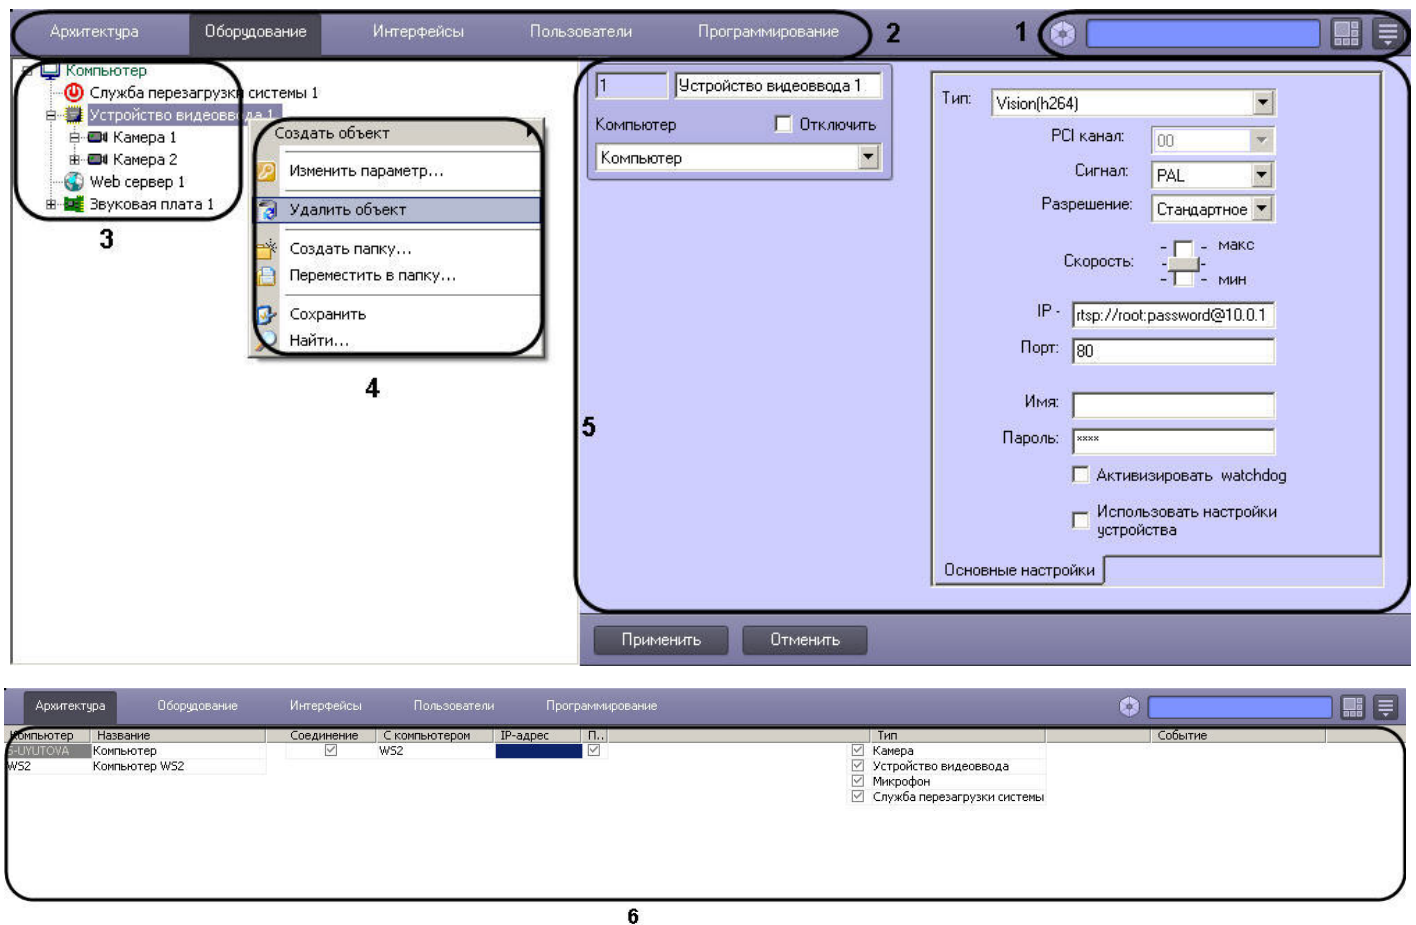 Архитектура Оборудование Интерфейсы Пользователи Программирование 2 1
Компьютер
Служба перезагрузки системы 1
Устройство видеоввода 1
Камера 1
Камера 2
Web сервер 1
Звуковая плата 1
3
Создать объект
Изменить параметр...
Удалить объект
Создать папку...
Переместить в папку...
Сохранить
Найти...
4
1 Устройство видеоввода 1
Компьютер Отключить
Компьютер
5
Тип: Vision(h264)
PCI канал: 00
Сигнал: PAL
Разрешение: Стандартное
Скорость: макс
мин
IP - rtsp://root:password@10.0.1
Порт: 80
Имя:
Пароль: ****
Активизировать watchdog
Использовать настройки
устройства
Основные настройки
Применить Отменить
Архитектура Оборудование Интерфейсы Пользователи Программирование
Компьютер Название Соединение С компьютером IP-адрес П.. Тип Событие
S-UYUTOVA Компьютер WS2 Камера
WS2 Компьютер WS2 Устройство видеоввода
Микрофон
Служба перезагрузки системы
6